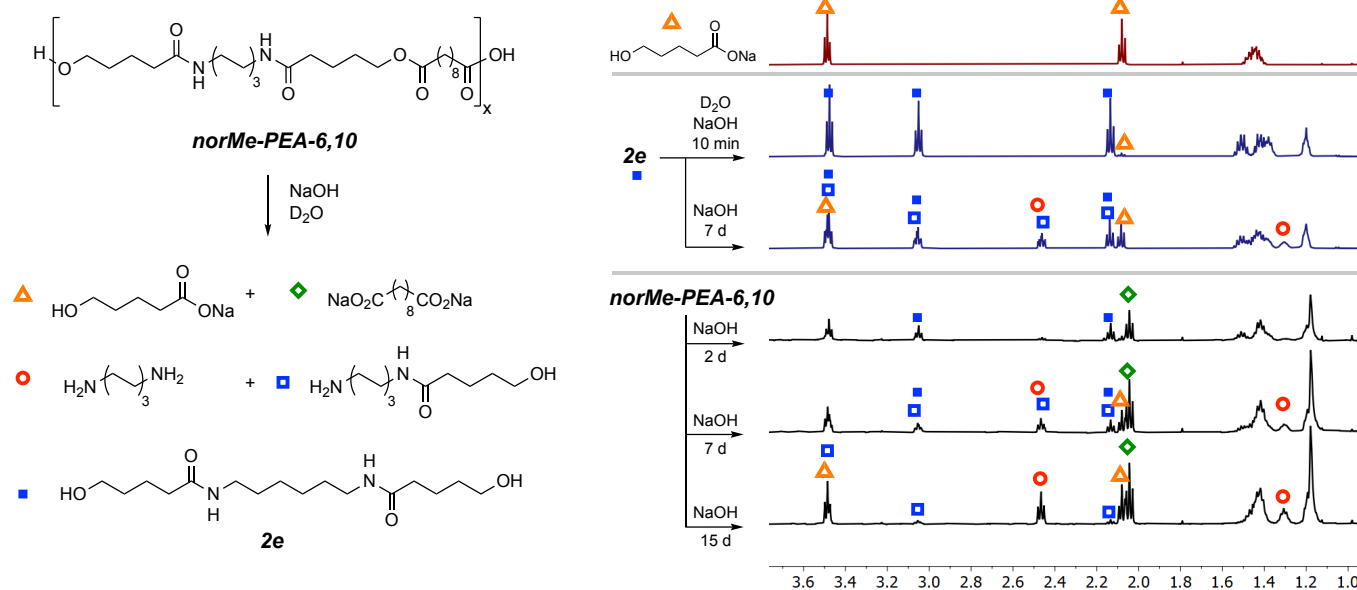 O
H
O
N
H
3
H
N
O
O
O
8
O
OH
x
norMe-PEA-6,10
NaOH
D2O
HO
O
ONa
+
NaO2C
8
CO2Na
H2N
3
NH2
+
H2N
3
H
N
O
OH
HO
O
N
H
H
N
O
OH
2e
HO
O
ONa
D2O
NaOH
10 min
2e
NaOH
7 d
norMe-PEA-6,10
NaOH
2 d
NaOH
7 d
NaOH
15 d
3.6 3.4 3.2 3.0 2.8 2.6 2.4 2.2 2.0 1.8 1.6 1.4 1.2 1.0